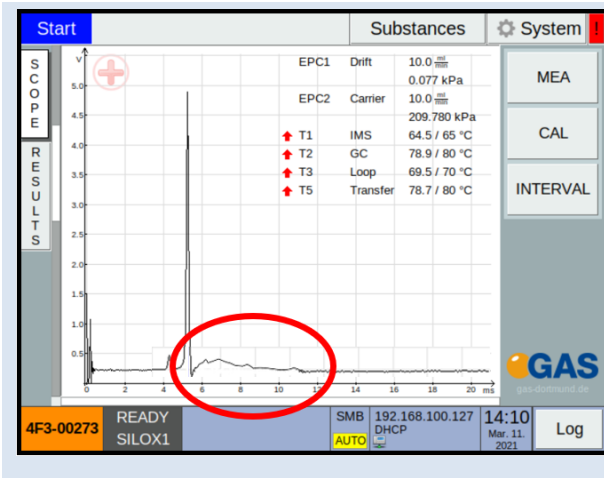 Start
Substances
System
!
SCOPE
RESULTS
V
5.0
4.5
4.0
3.5
3.0
2.5
2.0
1.5
1.0
0.5
0 2 4 6 8 10 12 14 16 18 20 ms
EPC1 Drift 10.0 ml/min
0.077 kPa
EPC2 Carrier 10.0 ml/min
209.780 kPa
T1 IMS 64.5 / 65 °C
T2 GC 78.9 / 80 °C
T3 Loop 69.5 / 70 °C
T5 Transfer 78.7 / 80 °C
MEA
CAL
INTERVAL
GAS
gas-dortmund.de
4F3-00273
READY
SILOX1
SMB
AUTO
192.168.100.127
DHCP
14:10
Mar. 11.
2021
Log